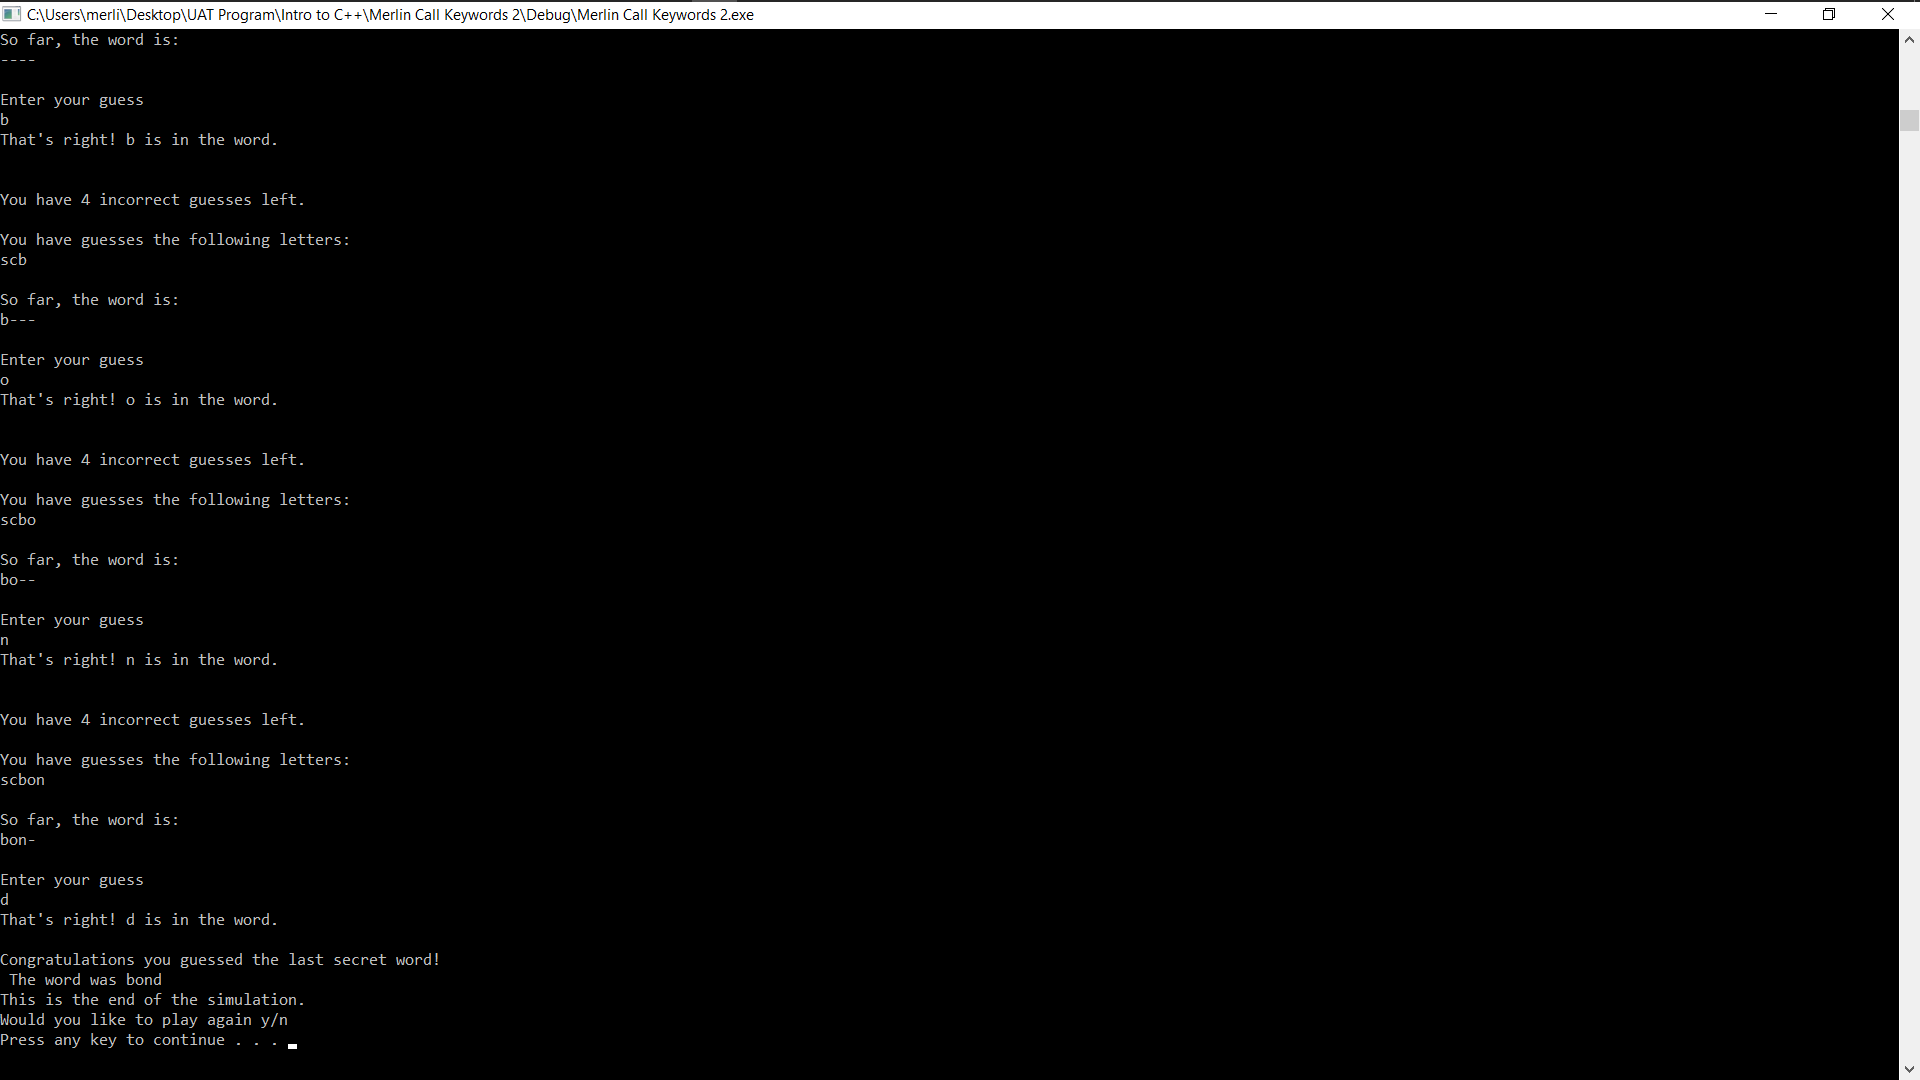 C:\Users\merli\Desktop\UAT Program\Intro to C++\Merlin Call Keywords 2\Debug\Merlin Call Keywords 2.exe
So far, the word is:
----
Enter your guess
b
That's right! b is in the word.
You have 4 incorrect guesses left.
You have guesses the following letters:
scb
So far, the word is:
b---
Enter your guess
o
That's right! o is in the word.
You have 4 incorrect guesses left.
You have guesses the following letters:
scbo
So far, the word is:
bo--
Enter your guess
n
That's right! n is in the word.
You have 4 incorrect guesses left.
You have guesses the following letters:
scbon
So far, the word is:
bon-
Enter your guess
d
That's right! d is in the word.
Congratulations you guessed the last secret word!
The word was bond
This is the end of the simulation.
Would you like to play again y/n
Press any key to continue . . .